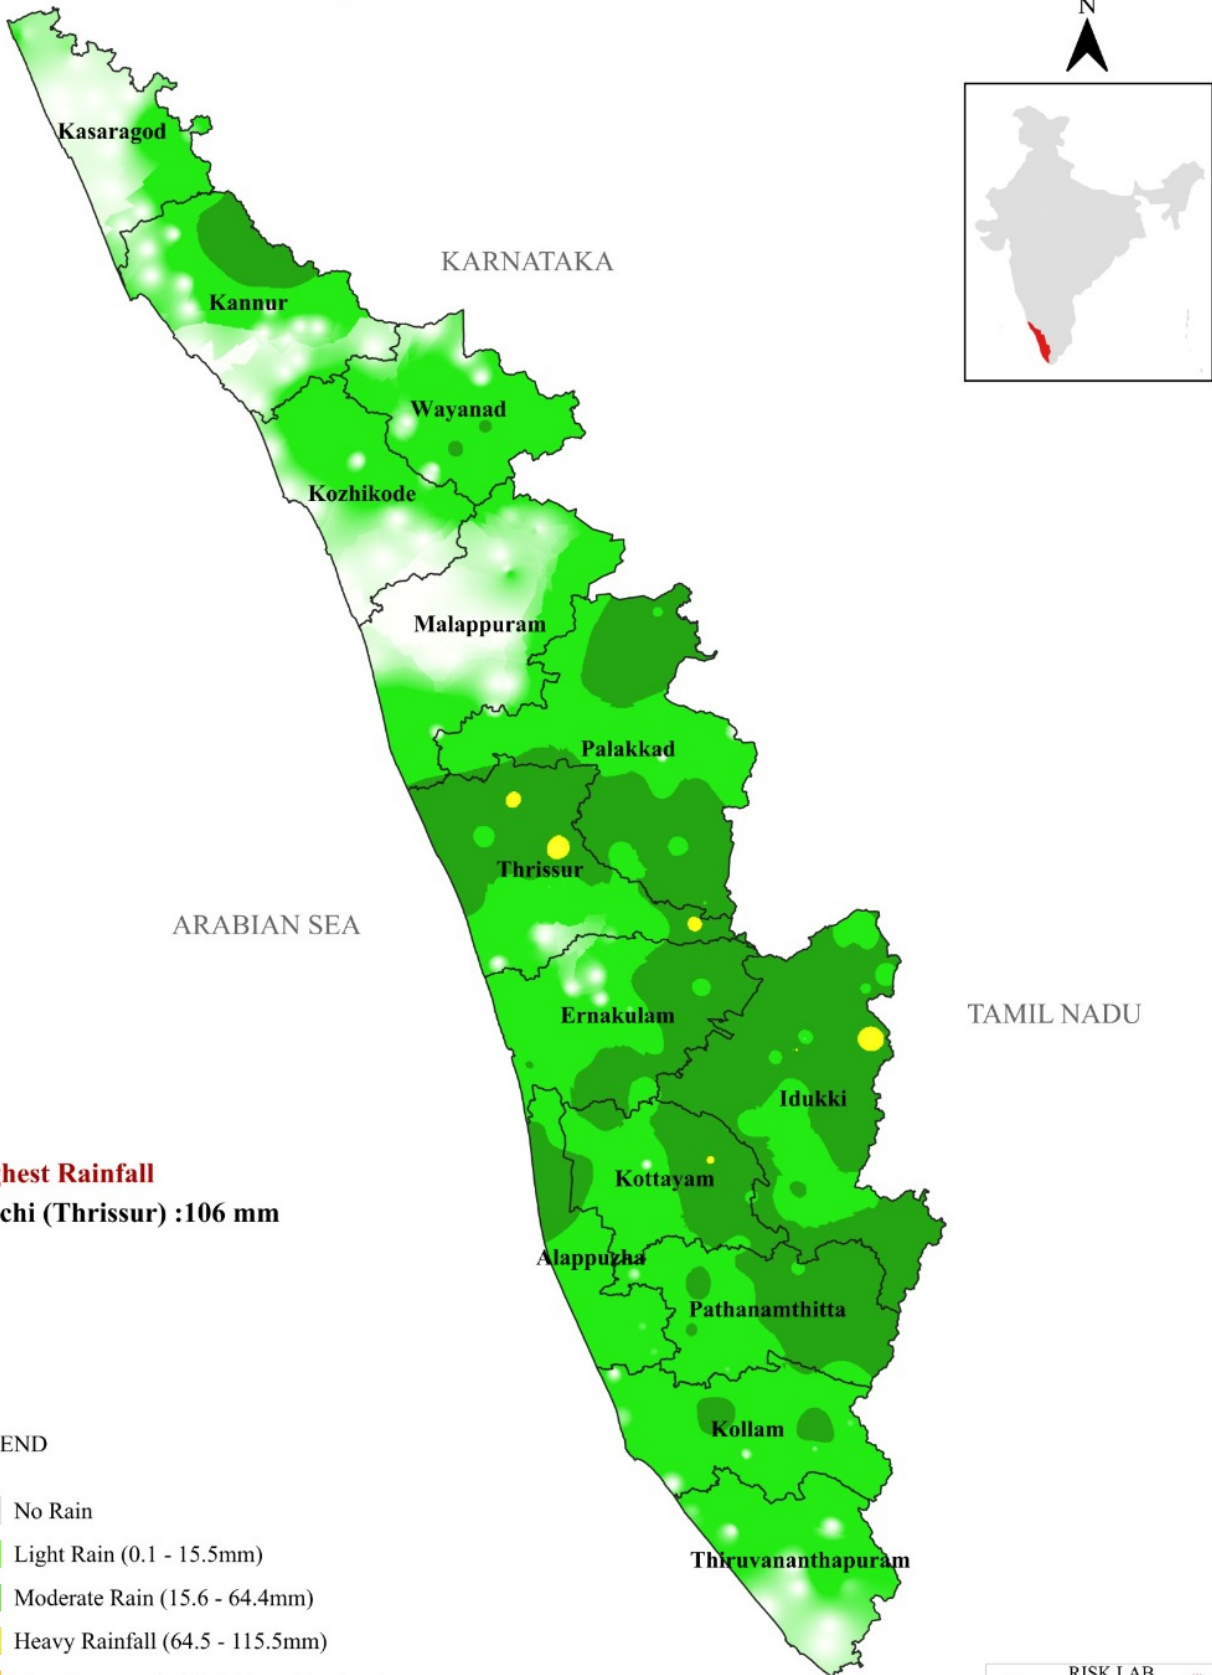 N
Kasaragod
KARNATAKA
Kannur
Wayanad
Kozhikode
Malappuram
Palakkad
Thrissur
ARABIAN SEA
Ernakulam
TAMIL NADU
Idukki
hest Rainfall
Kottayam
chi (Thrissur) :106 mm
Alappuzha
Pathanamthitta
Kollam
END
No Rain
Light Rain (0.1 - 15.5mm)
Thiruvananthapuram
Moderate Rain (15.6 - 64.4mm)
Heavy Rainfall (64.5 - 115.5mm)
RISK LAB